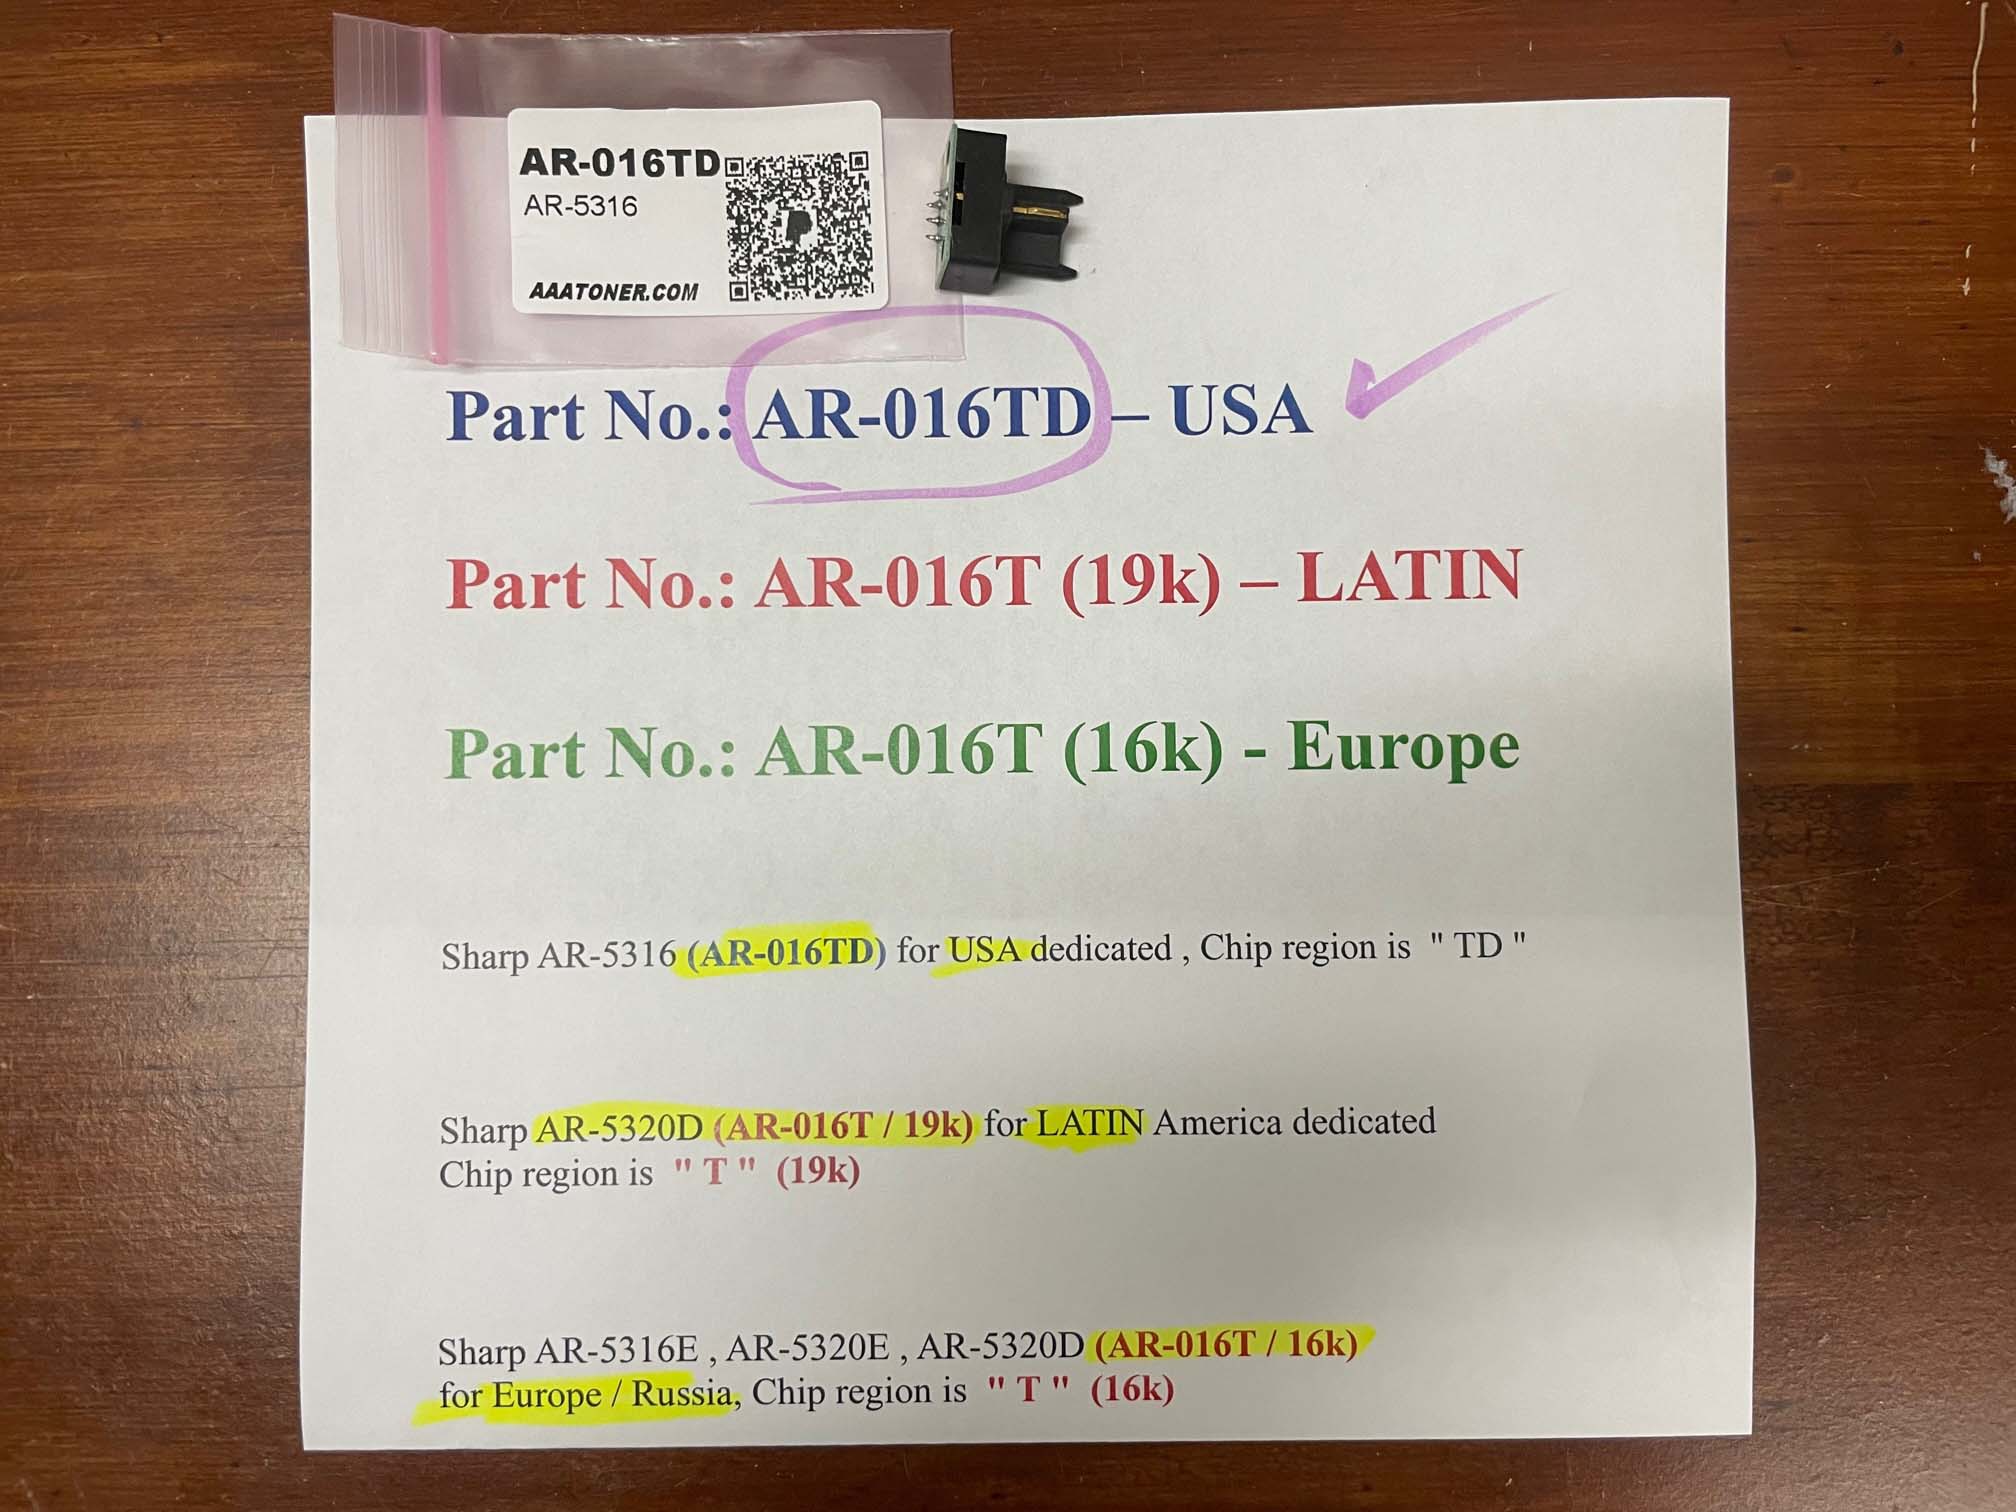 AR-016TD
AR-5316
AAATONER.COM
Part No.: AR-016TD – USA
Part No.: AR-016T (19k) – LATIN
Part No.: AR-016T (16k) - Europe
Sharp AR-5316 (AR-016TD) for USA dedicated , Chip region is " TD "
Sharp AR-5320D (AR-016T / 19k) for LATIN America dedicated
Chip region is " T " (19k)
Sharp AR-5316E , AR-5320E , AR-5320D (AR-016T / 16k)
for Europe / Russia, Chip region is " T " (16k)